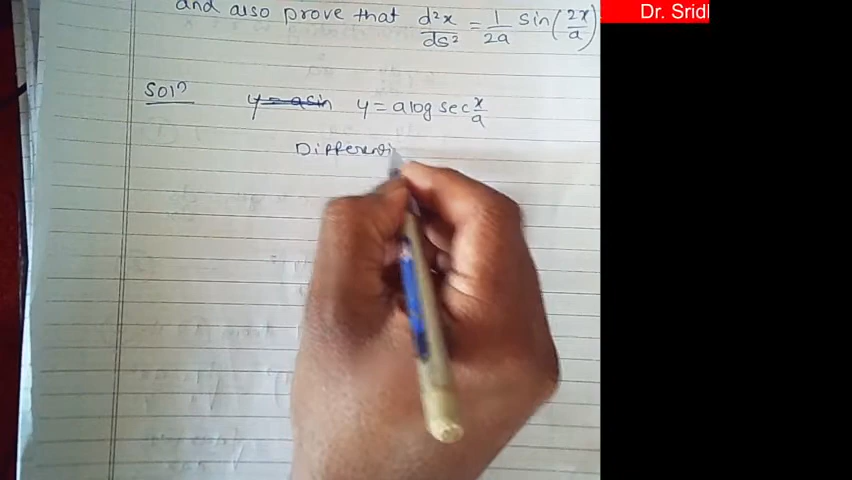 Dr. Sridl
and also prove that d²x/ds² = 1/2a sin(2x/a)
Solⁿ y = a sin y = a log sec x/a
Differenti